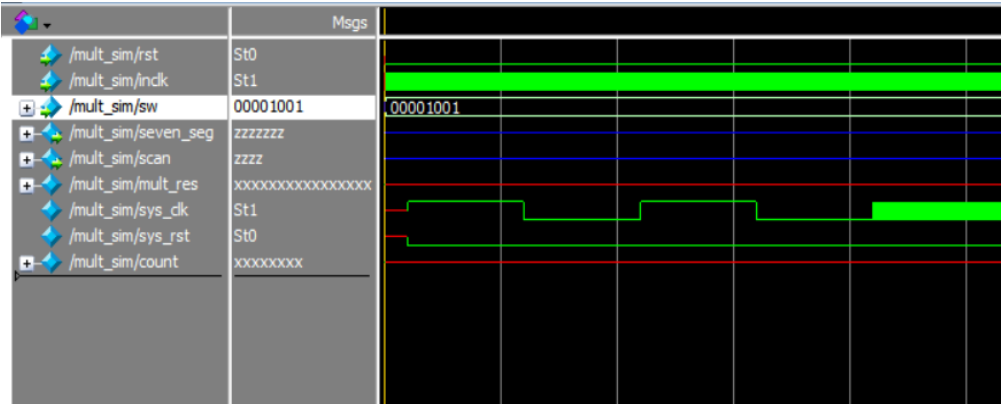 Msgs
/mult_sim/rst St0
/mult_sim/inclk St1
/mult_sim/sw 00001001 00001001
/mult_sim/seven_seg zzzzzzz
/mult_sim/scan zzzz
/mult_sim/mult_res xxxxxxxxxxxxxxxx
/mult_sim/sys_clk St1
/mult_sim/sys_rst St0
/mult_sim/count xxxxxxxx